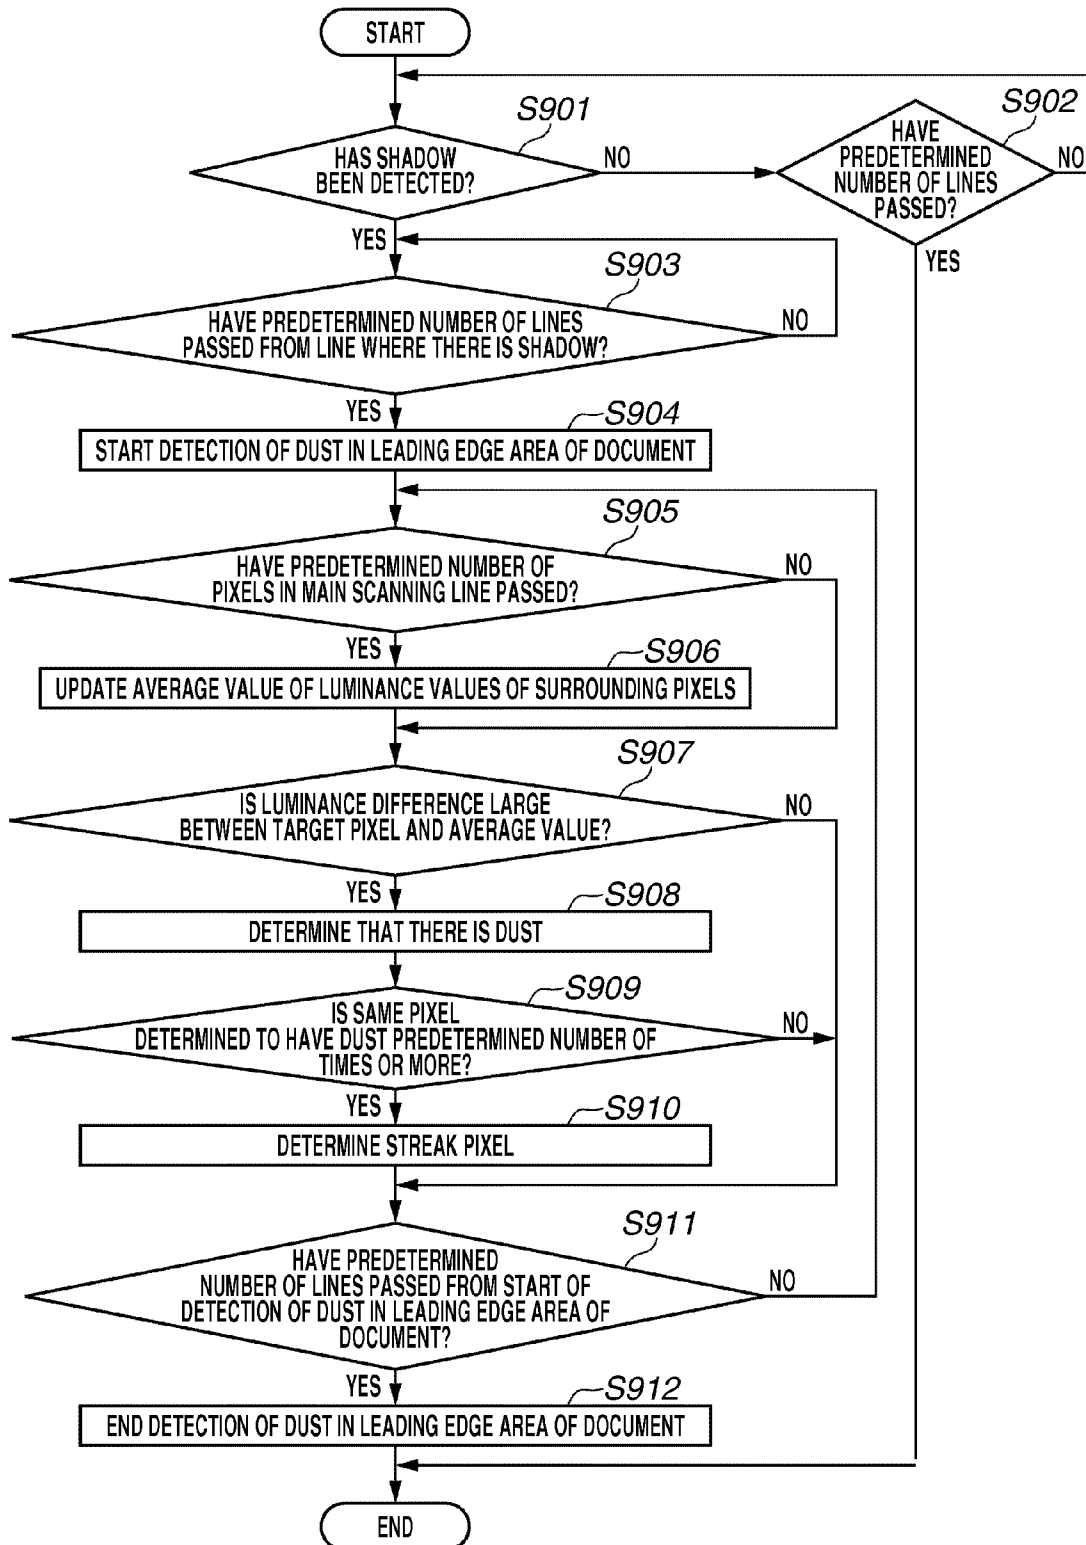 START
S901
HAS SHADOW
BEEN DETECTED?
NO
S902
HAVE
PREDETERMINED
NUMBER OF LINES
PASSED?
NO
YES
YES
S903
HAVE PREDETERMINED NUMBER OF LINES
PASSED FROM LINE WHERE THERE IS SHADOW?
NO
YES
S904
START DETECTION OF DUST IN LEADING EDGE AREA OF DOCUMENT
S905
HAVE PREDETERMINED NUMBER OF
PIXELS IN MAIN SCANNING LINE PASSED?
NO
YES
S906
UPDATE AVERAGE VALUE OF LUMINANCE VALUES OF SURROUNDING PIXELS
S907
IS LUMINANCE DIFFERENCE LARGE
BETWEEN TARGET PIXEL AND AVERAGE VALUE?
NO
YES
S908
DETERMINE THAT THERE IS DUST
S909
IS SAME PIXEL
DETERMINED TO HAVE DUST PREDETERMINED NUMBER OF
TIMES OR MORE?
NO
YES
S910
DETERMINE STREAK PIXEL
S911
HAVE PREDETERMINED
NUMBER OF LINES PASSED FROM START OF
DETECTION OF DUST IN LEADING EDGE AREA OF
DOCUMENT?
NO
YES
S912
END DETECTION OF DUST IN LEADING EDGE AREA OF DOCUMENT
END